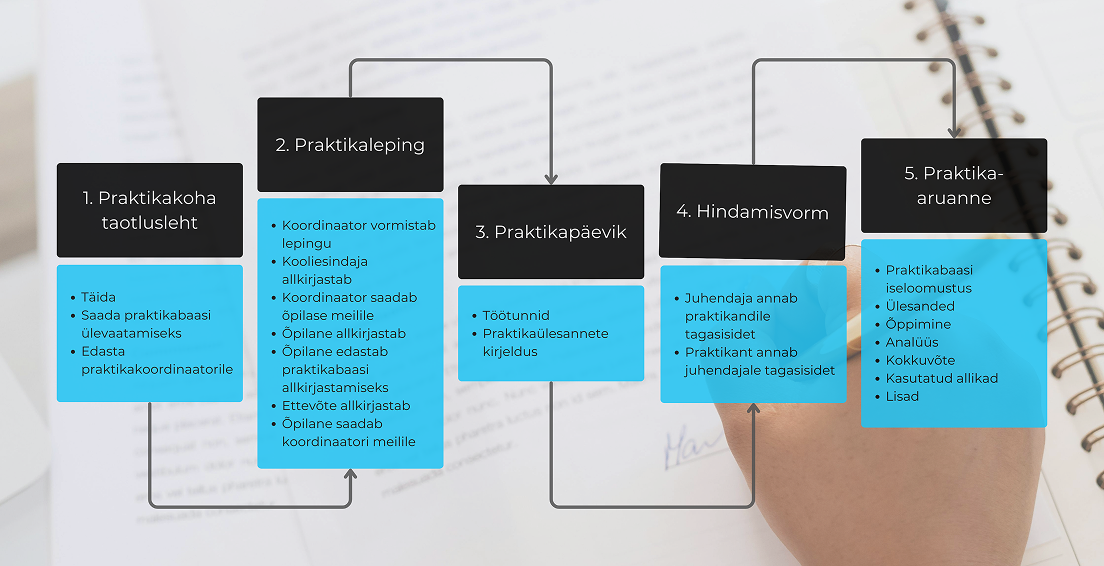 1. Praktikakoha
taotlusleht
• Täida
• Saada praktikabaasi
ülevaatamiseks
• Edasta
praktikakoordinaatorile
2. Praktikaleping
• Koordinaator vormistab
lepingu
• Kooliesindaja
allkirjastab
• Koordinaator saadab
õpilase meilile
• Õpilane allkirjastab
• Õpilane edastab
praktikabaasi
allkirjastamiseks
• Ettevõte allkirjastab
• Õpilane saadab
koordinaatori meilile
3. Praktikapäevik
• Töötunnid
• Praktikaülesannete
kirjeldus
4. Hindamisvorm
• Juhendaja annab
praktikandile
tagasisidet
• Praktikant annab
juhendajale tagasisidet
5. Praktika-
aruanne
• Praktikabaasi
iseloomustus
• Ülesanded
• Õppimine
• Analüüs
• Kokkuvõte
• Kasutatud allikad
• Lisad